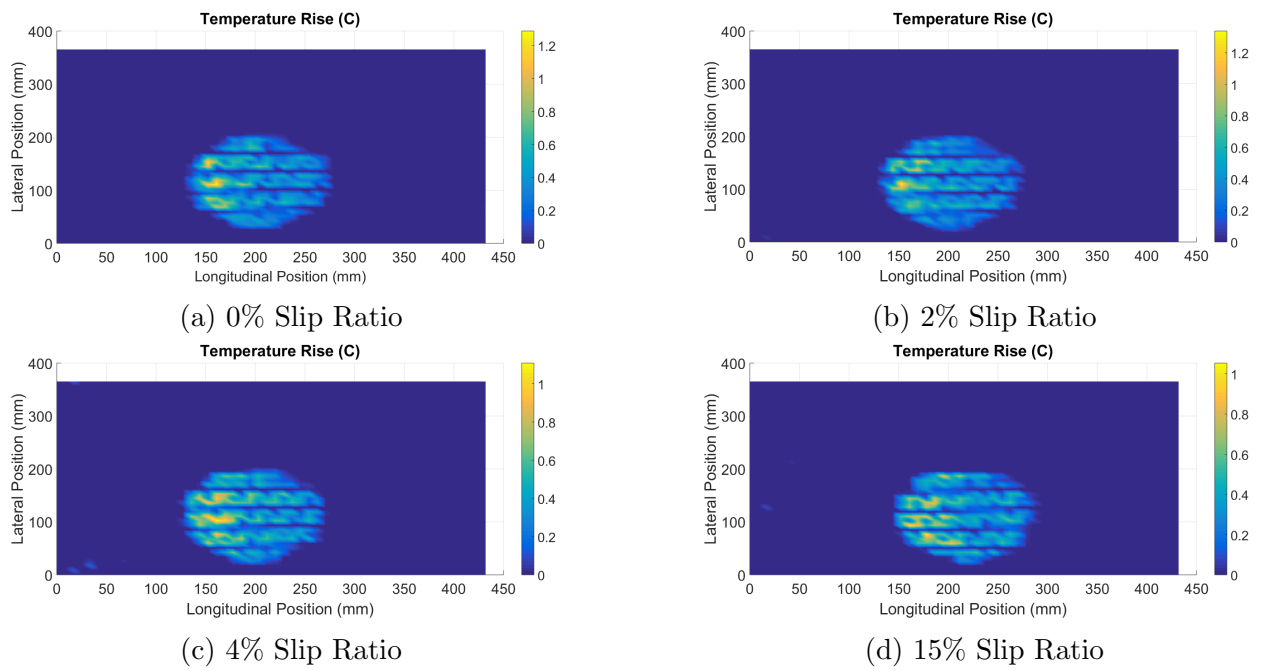 Temperature Rise (C)
400
300
200
100
0
Lateral Position (mm)
0 50 100 150 200 250 300 350 400 450
Longitudinal Position (mm)
1.2
1
0.8
0.6
0.4
0.2
0
(a) 0% Slip Ratio
Temperature Rise (C)
400
300
200
100
0
Lateral Position (mm)
0 50 100 150 200 250 300 350 400 450
Longitudinal Position (mm)
1.2
1
0.8
0.6
0.4
0.2
0
(b) 2% Slip Ratio
Temperature Rise (C)
400
300
200
100
0
Lateral Position (mm)
0 50 100 150 200 250 300 350 400 450
Longitudinal Position (mm)
1
0.8
0.6
0.4
0.2
0
(c) 4% Slip Ratio
Temperature Rise (C)
400
300
200
100
0
Lateral Position (mm)
0 50 100 150 200 250 300 350 400 450
Longitudinal Position (mm)
1
0.8
0.6
0.4
0.2
0
(d) 15% Slip Ratio